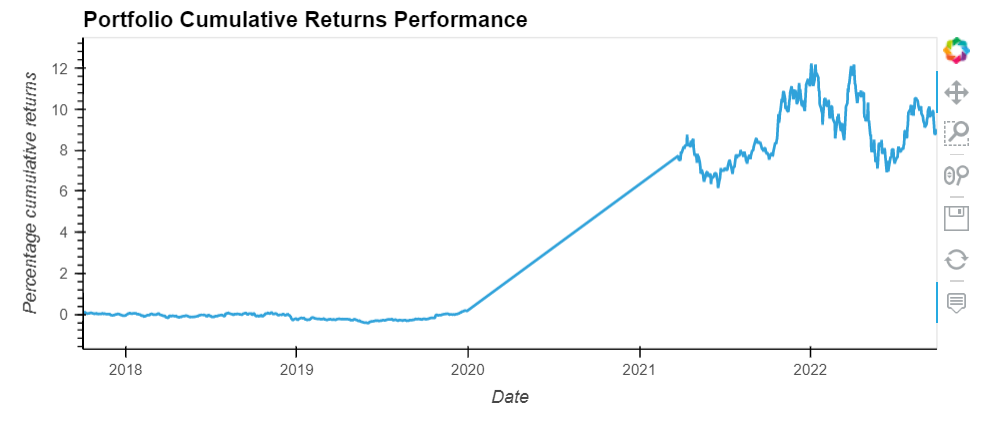 Portfolio Cumulative Returns Performance
Percentage cumulative returns
12
10
8
6
4
2
0
2018 2019 2020 2021 2022
Date